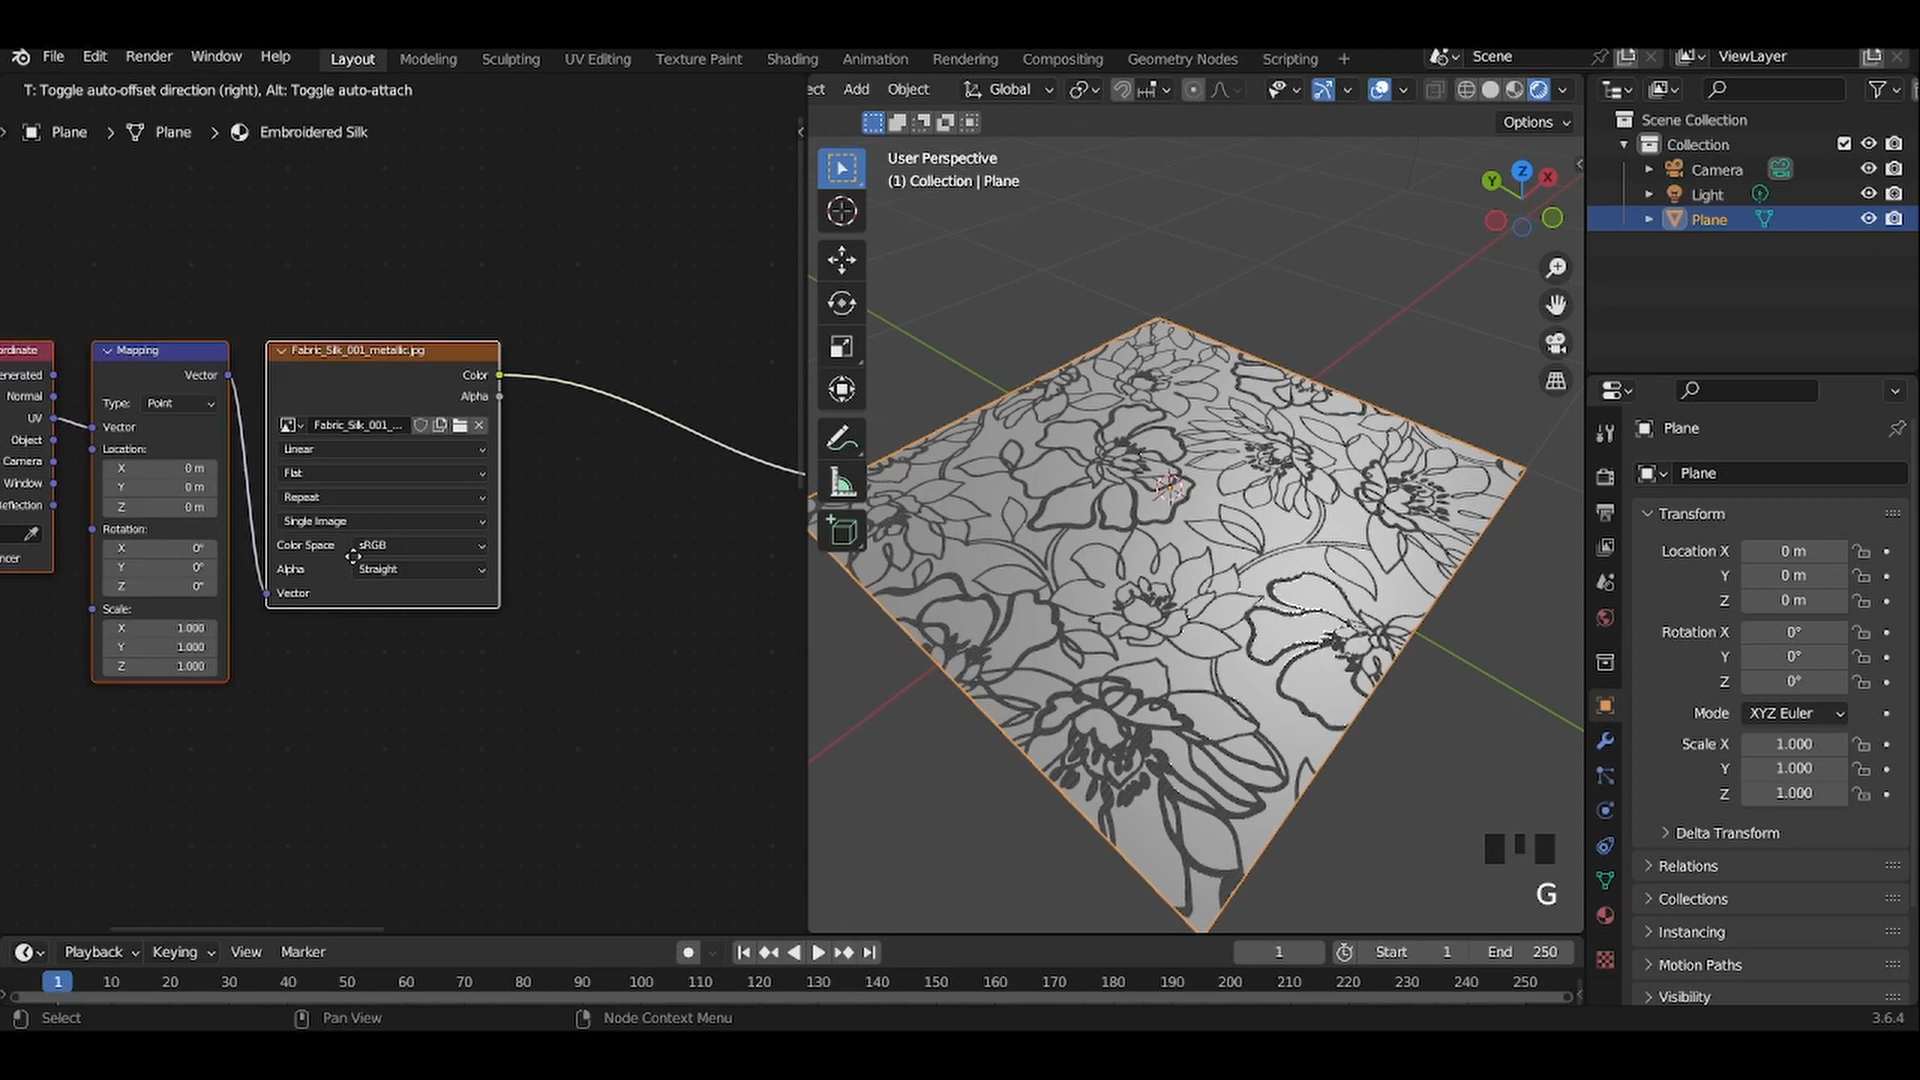 File Edit Render Window Help Layout Modeling Sculpting UV Editing Texture Paint Shading Animation Rendering Compositing Geometry Nodes Scripting + Scene ViewLayer
T: Toggle auto-offset direction (right), Alt: Toggle auto-attach
Add Object Global
Plane > Plane > Embroidered Silk
Options
User Perspective
(1) Collection | Plane
Z
Y
X
Scene Collection
Collection
Camera
Light
Plane
Normal
UV
Object
Camera
Window
Mapping
Vector
Type: Point
Vector
Location:
X 0 m
Y 0 m
Z 0 m
Rotation:
X 0°
Y 0°
Z 0°
Scale:
X 1.000
Y 1.000
Z 1.000
Fabric_Silk_001_metallic.jpg
Color
Alpha
Fabric_Silk_001_...
Linear
Flat
Repeat
Single Image
Color Space sRGB
Alpha Straight
Vector
G
Plane
Plane
Transform
Location X 0 m
Y 0 m
Z 0 m
Rotation X 0°
Y 0°
Z 0°
Mode XYZ Euler
Scale X 1.000
Y 1.000
Z 1.000
Delta Transform
Relations
Collections
Instancing
Motion Paths
Visibility
Playback Keying View Marker 1 Start 1 End 250
1 10 20 30 40 50 60 70 80 90 100 110 120 130 140 150 160 170 180 190 200 210 220 230 240 250
Select Pan View Node Context Menu 3.6.4